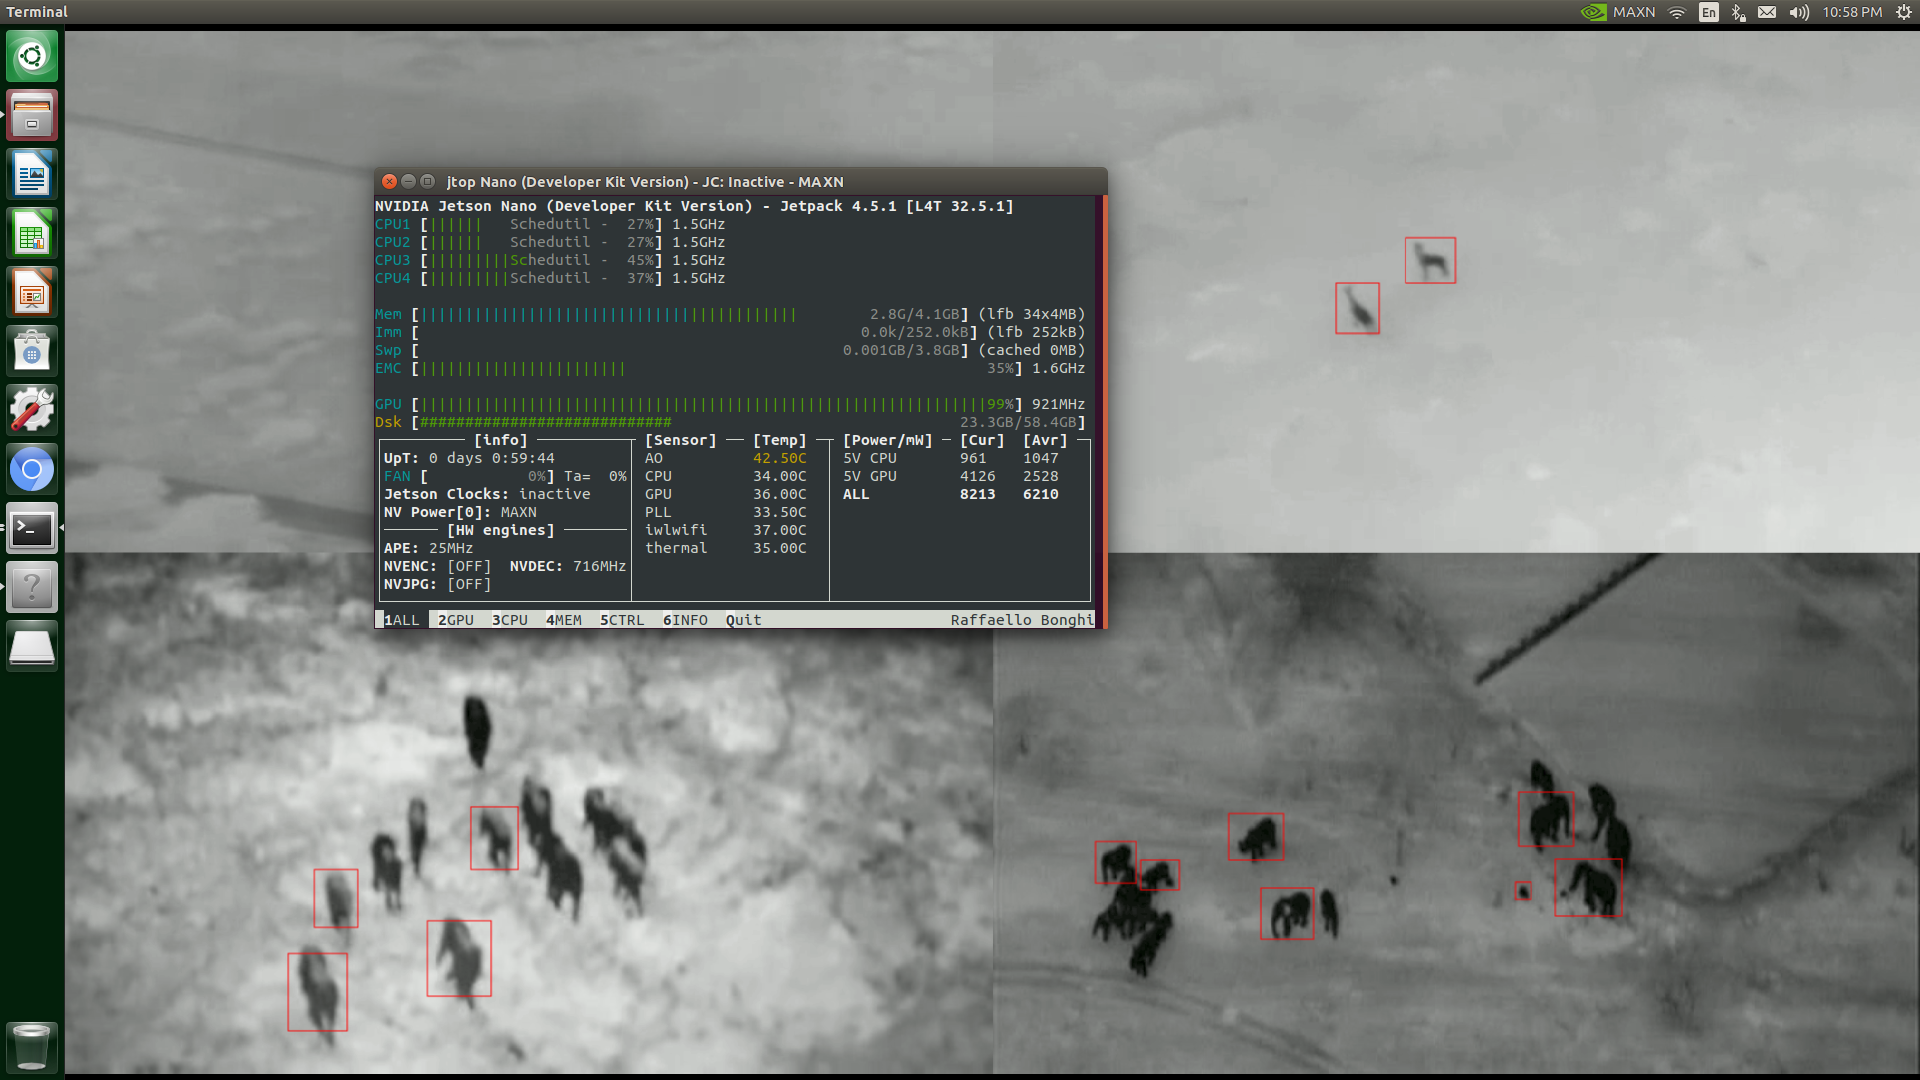 Terminal
MAXN En 10:58 PM
jtop Nano (Developer Kit Version) - JC: Inactive - MAXN
NVIDIA Jetson Nano (Developer Kit Version) - Jetpack 4.5.1 [L4T 32.5.1]
CPU1 [|||||| Schedutil - 27%] 1.5GHz
CPU2 [|||||| Schedutil - 27%] 1.5GHz
CPU3 [|||||||||Schedutil - 45%] 1.5GHz
CPU4 [|||||||||Schedutil - 37%] 1.5GHz
Mem [|||||||||||||||||||||||||||||||||||||||||| 2.8G/4.1GB] (lfb 34x4MB)
Imm [ 0.0k/252.0kB] (lfb 252kB)
Swp [ 0.001GB/3.8GB] (cached 0MB)
EMC [||||||||||||||||||||||| 35%] 1.6GHz
GPU [|||||||||||||||||||||||||||||||||||||||||||||||||||||||||||||||99%] 921MHz
Dsk [############################ 23.3GB/58.4GB]
[info] [Sensor] [Temp] [Power/mW] [Cur] [Avr]
UpT: 0 days 0:59:44 AO 42.50C 5V CPU 961 1047
FAN [ 0%] Ta= 0% CPU 34.00C 5V GPU 4126 2528
Jetson Clocks: inactive GPU 36.00C ALL 8213 6210
NV Power[0]: MAXN PLL 33.50C
[HW engines] iwlwifi 37.00C
APE: 25MHz thermal 35.00C
NVENC: [OFF] NVDEC: 716MHz
NVJPG: [OFF]
1ALL 2GPU 3CPU 4MEM 5CTRL 6INFO Quit Raffaello Bonghi